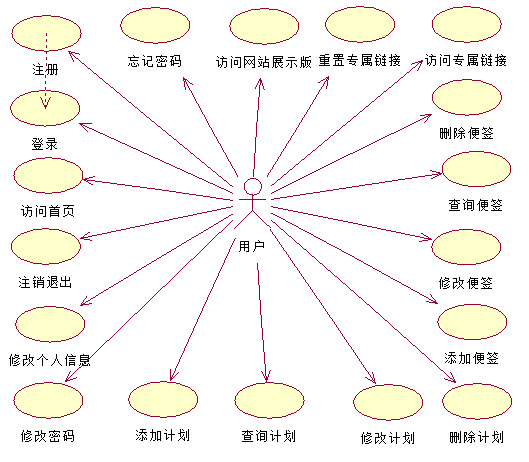 注册
忘记密码
访问网站展示版
重置专属链接
访问专属链接
登录
删除便签
访问首页
查询便签
用户
注销退出
修改便签
修改个人信息
添加便签
修改密码
添加计划
查询计划
修改计划
删除计划